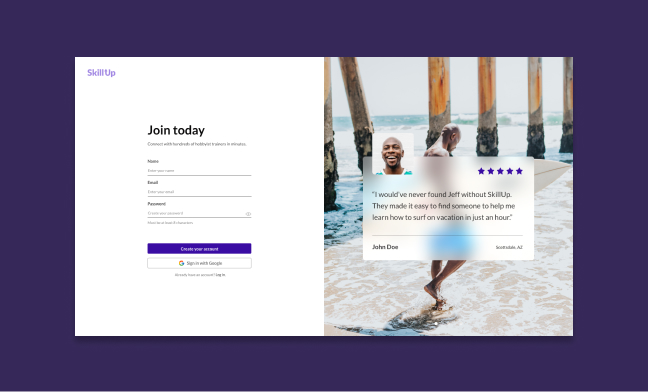 SkillUp
Join today
Connect with hundreds of hobbyist trainers in minutes.
Name
Enter your name
Email
Enter your email
Password
Create your password
Must be at least 8 characters
Create your account
Sign in with Google
Already have an account? Log in
"I would've never found Jeff without SkillUp.
They made it easy to find someone to help me
learn how to surf on vacation in just an hour."
John Doe
Scottsdale, AZ